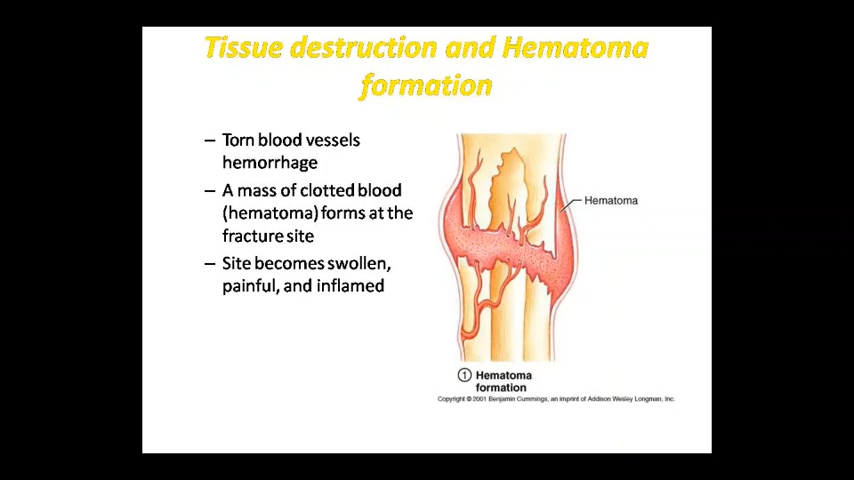 Tissue destruction and Hematoma
formation
– Torn blood vessels
hemorrhage
– A mass of clotted blood
(hematoma) forms at the
fracture site
– Site becomes swollen,
painful, and inflamed
Hematoma
1 Hematoma
formation
Copyright © 2001 Benjamin Cummings, an imprint of Addison Wesley Longman, Inc.